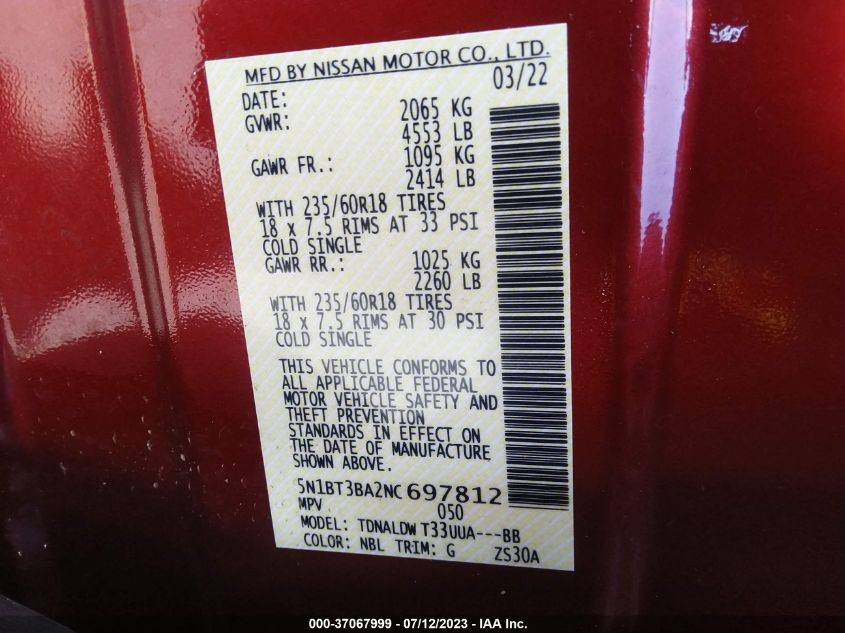 MFD BY NISSAN MOTOR CO., LTD.
DATE: 03/22
GVWR: 2065 KG
4553 LB
GAWR FR.: 1095 KG
2414 LB
WITH 235/60R18 TIRES
18 x 7.5 RIMS AT 33 PSI
COLD SINGLE
GAWR RR.: 1025 KG
2260 LB
WITH 235/60R18 TIRES
18 x 7.5 RIMS AT 30 PSI
COLD SINGLE
THIS VEHICLE CONFORMS TO
ALL APPLICABLE FEDERAL
MOTOR VEHICLE SAFETY AND
THEFT PREVENTION
STANDARDS IN EFFECT ON
THE DATE OF MANUFACTURE
SHOWN ABOVE.
5N1BT3BA2NC697812
MPV 050
MODEL: TDNALDW T33UUA---BB
COLOR: NBL TRIM: G ZS30A
000-37067999 - 07/12/2023 - IAA Inc.